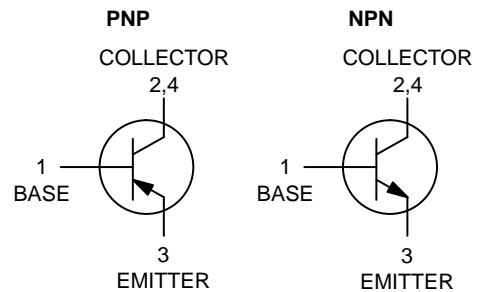 PNP
COLLECTOR
2,4
1
BASE
3
EMITTER
NPN
COLLECTOR
2,4
1
BASE
3
EMITTER